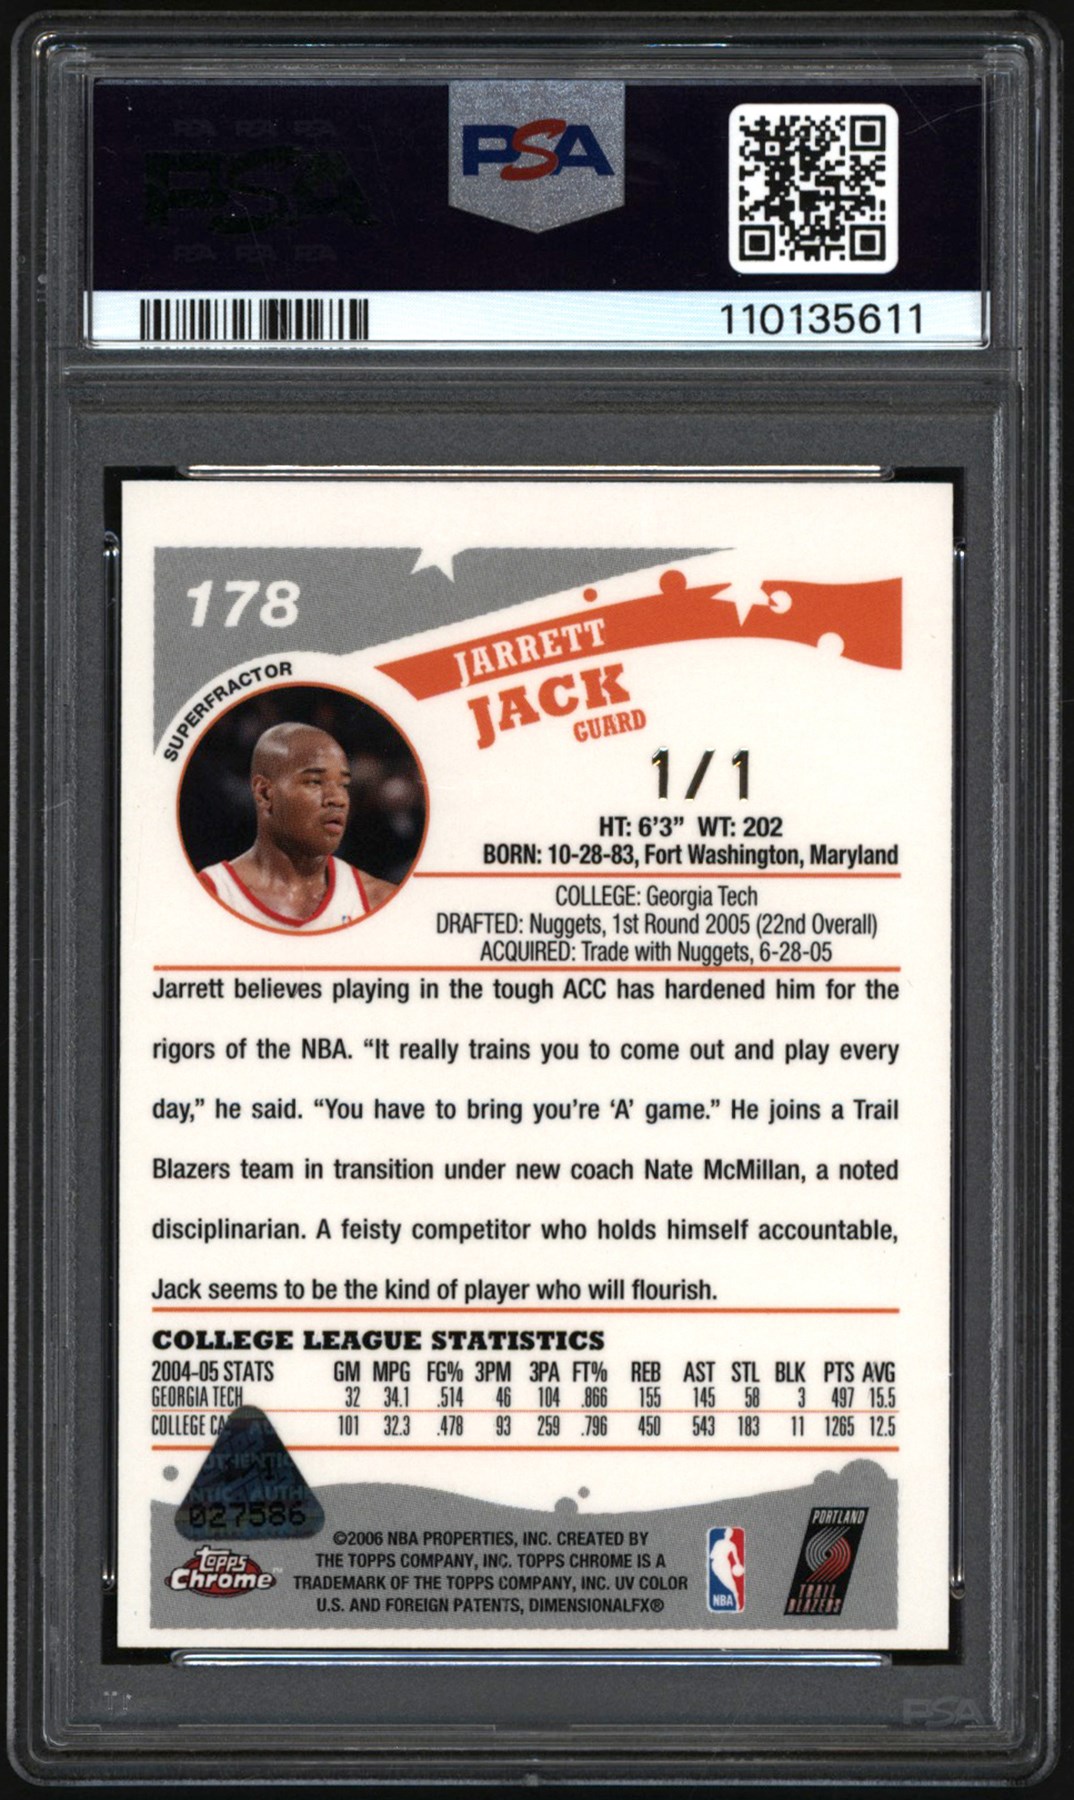 PSA
110135611
178
SUPERFRACTOR
JARRETT
JACK
GUARD
1/1
HT: 6'3" WT: 202
BORN: 10-28-83, Fort Washington, Maryland
COLLEGE: Georgia Tech
DRAFTED: Nuggets, 1st Round 2005 (22nd Overall)
ACQUIRED: Trade with Nuggets, 6-28-05
Jarrett believes playing in the tough ACC has hardened him for the
rigors of the NBA. “It really trains you to come out and play every
day,” he said. “You have to bring you’re ‘A’ game.” He joins a Trail
Blazers team in transition under new coach Nate McMillan, a noted
disciplinarian. A feisty competitor who holds himself accountable,
Jack seems to be the kind of player who will flourish.
COLLEGE LEAGUE STATISTICS
2004-05 STATS GM MPG FG% 3PM 3PA FT% REB AST STL BLK PTS AVG
GEORGIA TECH 32 34.1 .514 46 104 .866 155 145 58 3 497 15.5
COLLEGE 101 32.3 .478 93 259 .796 450 543 183 11 1265 12.5
027586
©2006 NBA PROPERTIES, INC. CREATED BY
THE TOPPS COMPANY, INC. TOPPS CHROME IS A
TRADEMARK OF THE TOPPS COMPANY, INC. UV COLOR
U.S. AND FOREIGN PATENTS, DIMENSIONALFX®
topps
Chrome™
NBA
PORTLAND
TRAIL
BLAZERS
PSA